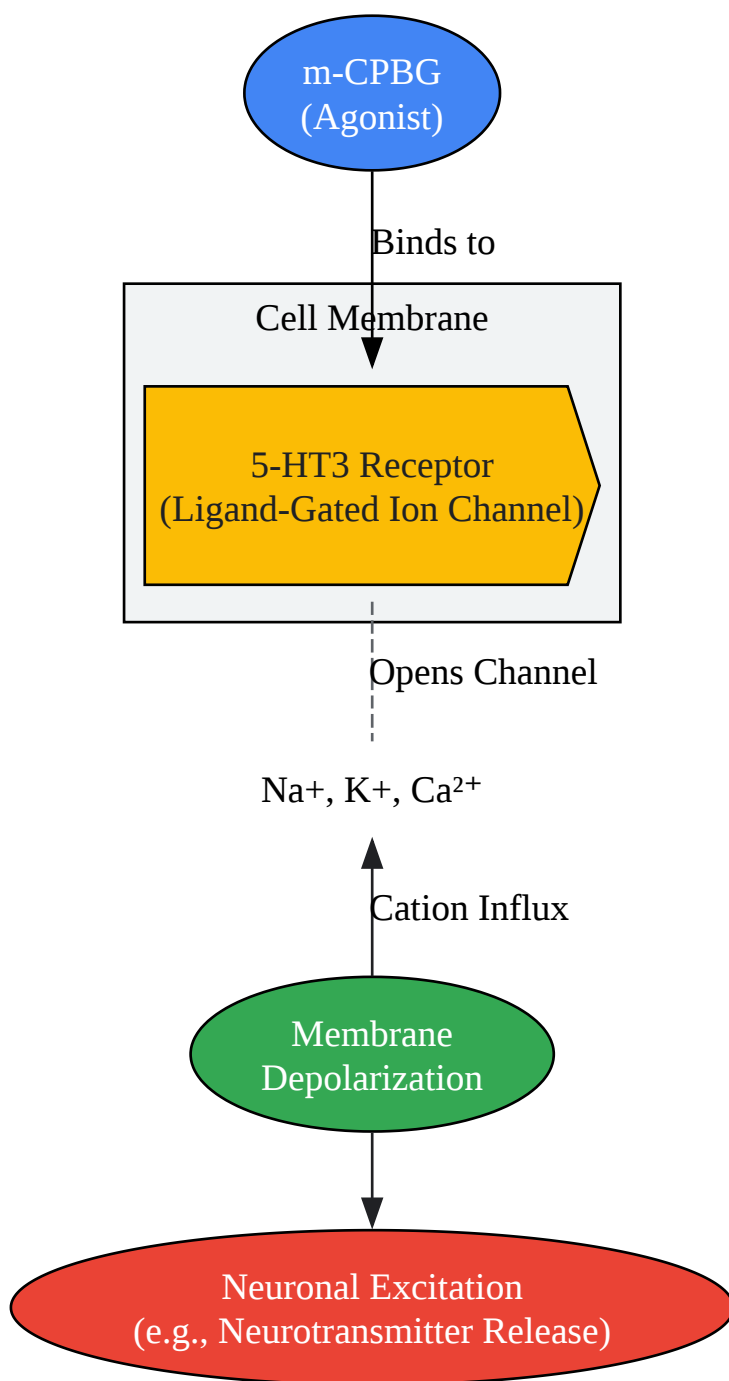 m-CPBG
(Agonist)
Binds to
Cell Membrane
5-HT3 Receptor
(Ligand-Gated Ion Channel)
Opens Channel
Na+, K+, Ca²⁺
Cation Influx
Membrane
Depolarization
Neuronal Excitation
(e.g., Neurotransmitter Release)